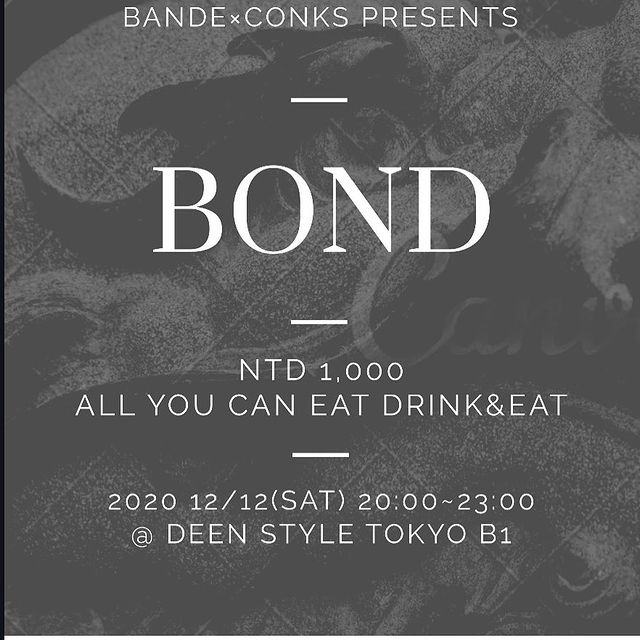 BANDE×CONKS PRESENTS
BOND
NTD 1,000
ALL YOU CAN EAT DRINK&EAT
2020 12/12(SAT) 20:00~23:00
@ DEEN STYLE TOKYO B1